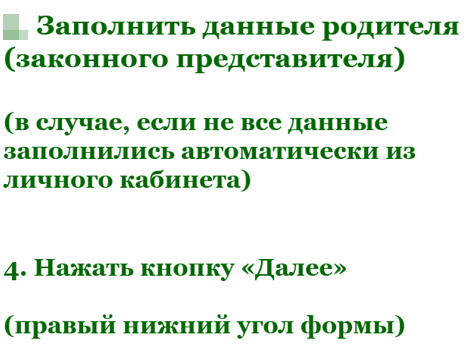 Заполнить данные родителя
(законного представителя)
(в случае, если не все данные
заполнились автоматически из
личного кабинета)
4. Нажать кнопку «Далее»
(правый нижний угол формы)